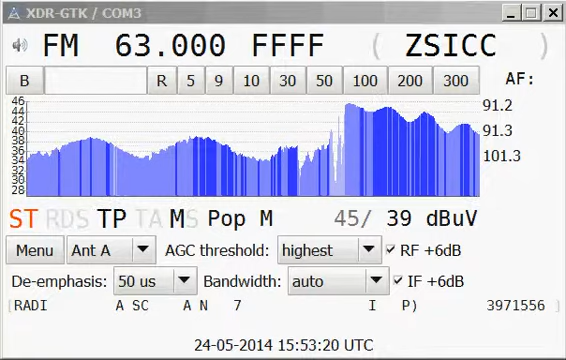 XDR-GTK / COM3
FM 63.000 FFFF ( ZSICC )
B R 5 9 10 30 50 100 200 300 AF:
46
44
42
40
38
36
34
32
30
28
91.2
91.3
101.3
ST RDS TP TA MS Pop M 45/ 39 dBuV
Menu Ant A AGC threshold: highest RF +6dB
De-emphasis: 50 us Bandwidth: auto IF +6dB
(RADI A SC A N 7 I P) 3971556
24-05-2014 15:53:20 UTC